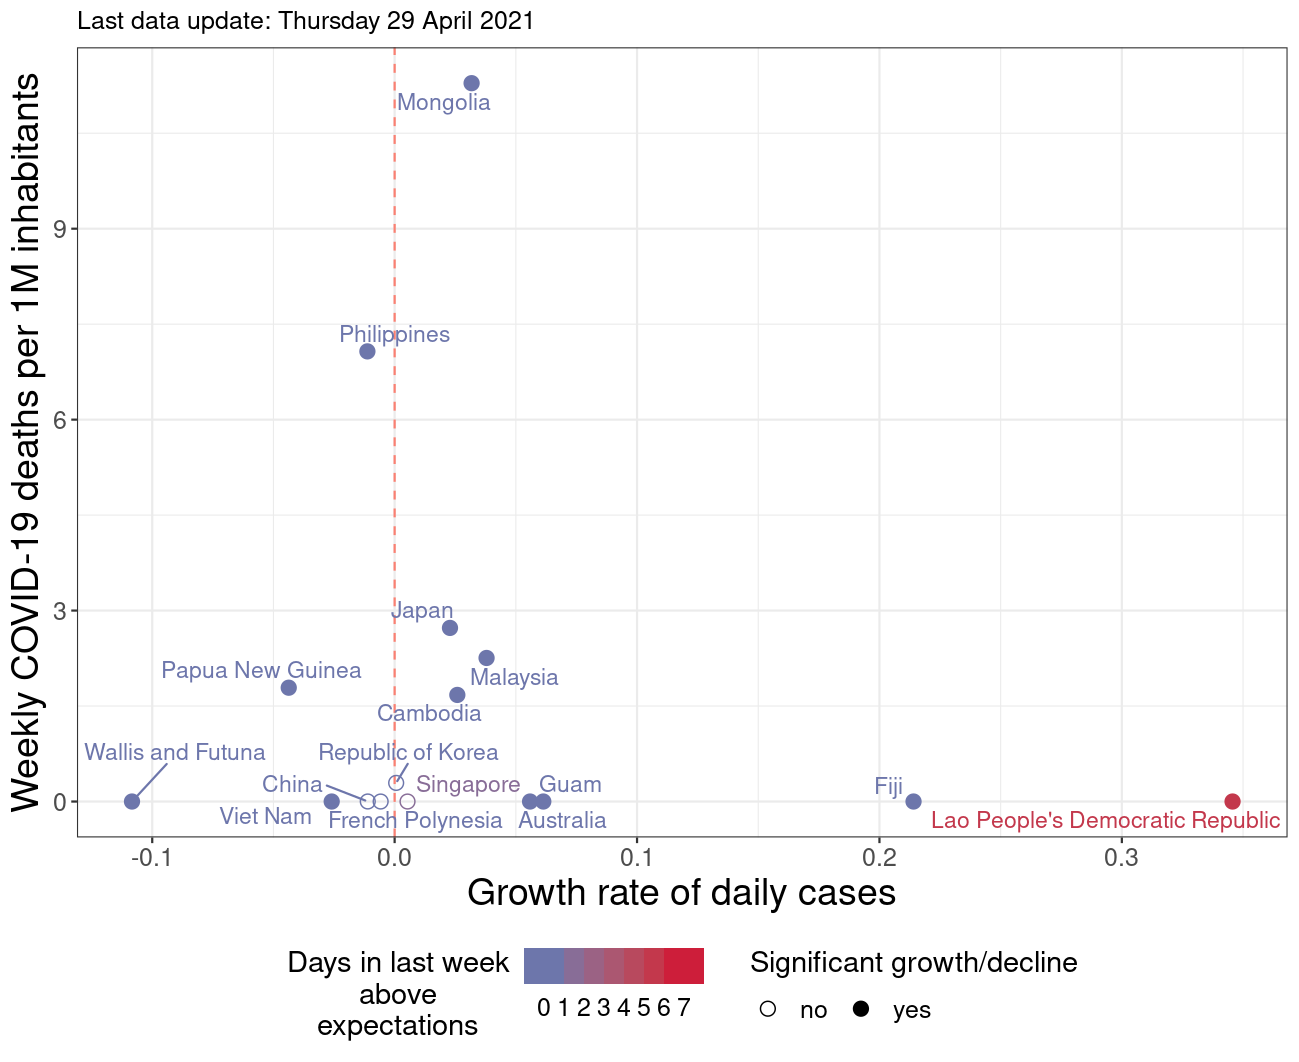 Last data update: Thursday 29 April 2021
Weekly COVID-19 deaths per 1M inhabitants
9
6
3
0
Mongolia
Philippines
Japan
Malaysia
Papua New Guinea
Cambodia
Wallis and Futuna
Republic of Korea
China
Singapore
Guam
Fiji
Viet Nam
French Polynesia
Australia
Lao People's Democratic Republic
-0.1
0.0
0.1
0.2
0.3
Growth rate of daily cases
Days in last week
above
expectations
0 1 2 3 4 5 6 7
Significant growth/decline
no
yes